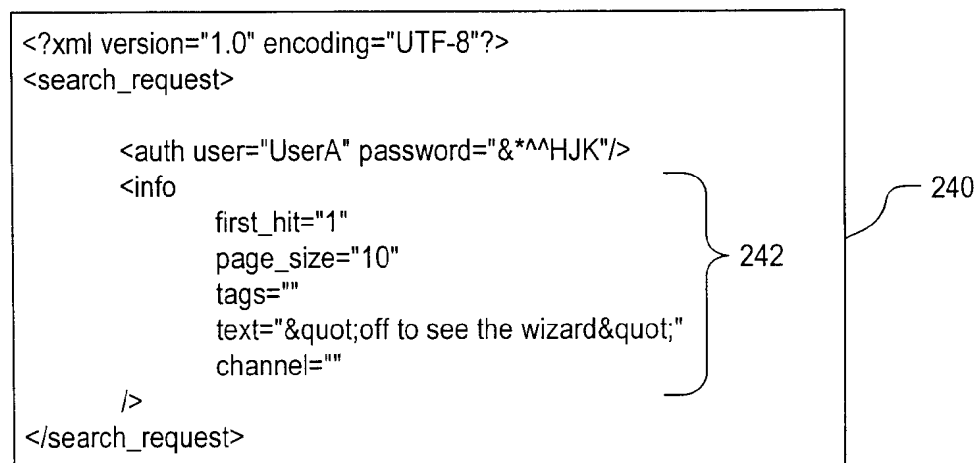 <?xml version="1.0" encoding="UTF-8"?>
<search_request>
<auth user="UserA" password="&*^^HJK"/>
<info
first_hit="1"
page_size="10"
tags=""
text="&quot;off to see the wizard&quot;"
channel=""
/>
</search_request>
242
240